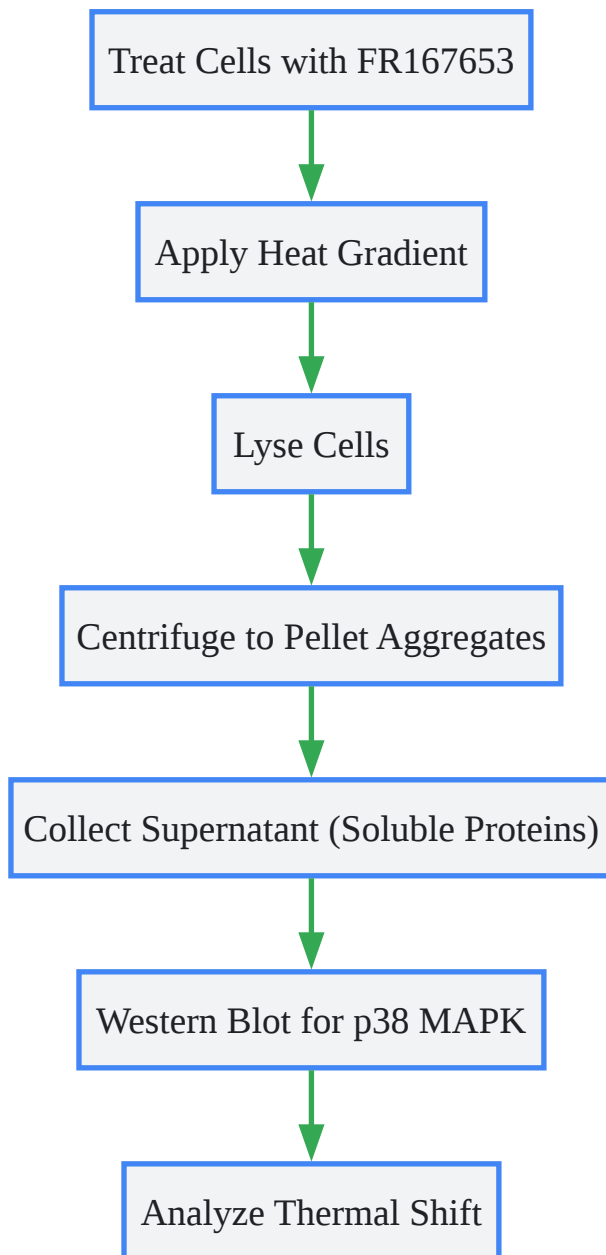 Treat Cells with FR167653
Apply Heat Gradient
Lyse Cells
Centrifuge to Pellet Aggregates
Collect Supernatant (Soluble Proteins)
Western Blot for p38 MAPK
Analyze Thermal Shift